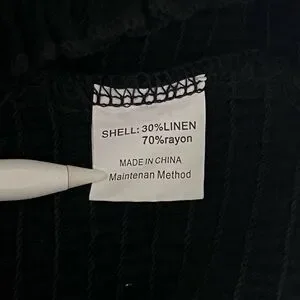 SHELL: 30%LINEN
70%rayon
MADE IN CHINA
Maintenan Method